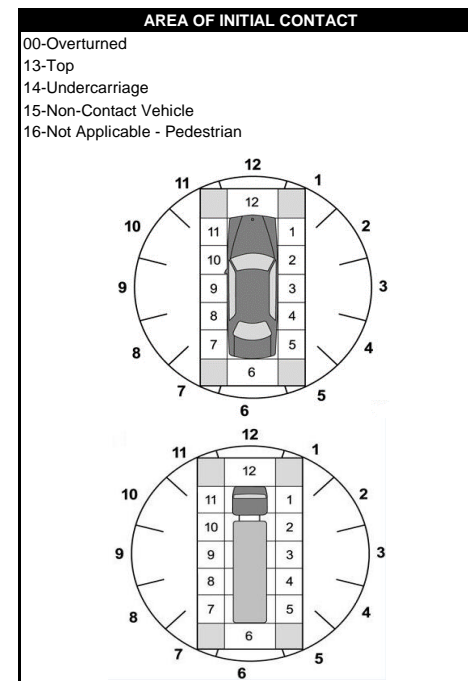 AREA OF INITIAL CONTACT
00-Overturned
13-Top
14-Undercarriage
15-Non-Contact Vehicle
16-Not Applicable - Pedestrian
12
11 1
12
10 11 1 2
10 2
9 9 3 3
8 4
8 7 5 4
6
7 5
6
12
11 1
12
10 11 1 2
10 2
9 9 3 3
8 4
8 7 5 4
6
7 5
6